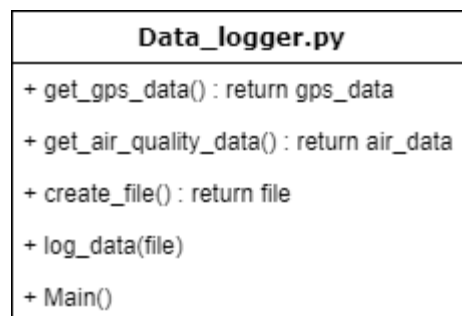 Data_logger.py
+ get_gps_data() : return gps_data
+ get_air_quality_data() : return air_data
+ create_file() : return file
+ log_data(file)
+ Main()